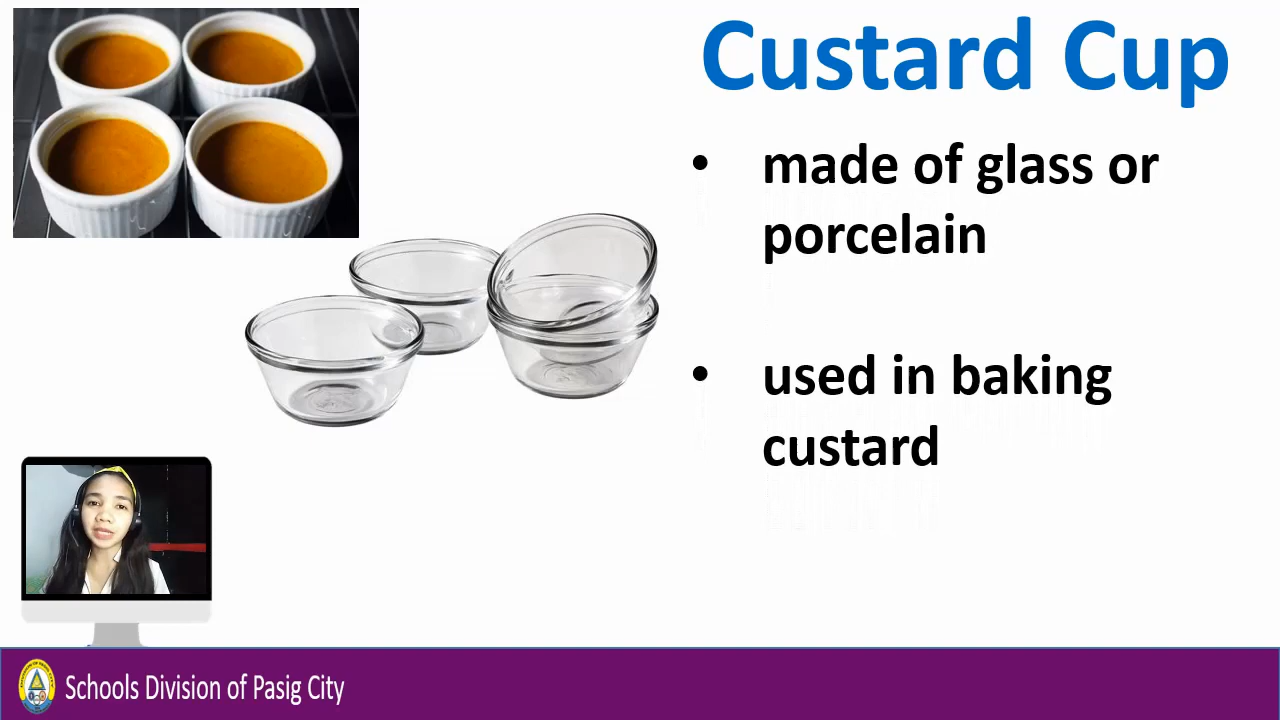 Custard Cup
• made of glass or
porcelain
• used in baking
custard
Schools Division of Pasig City